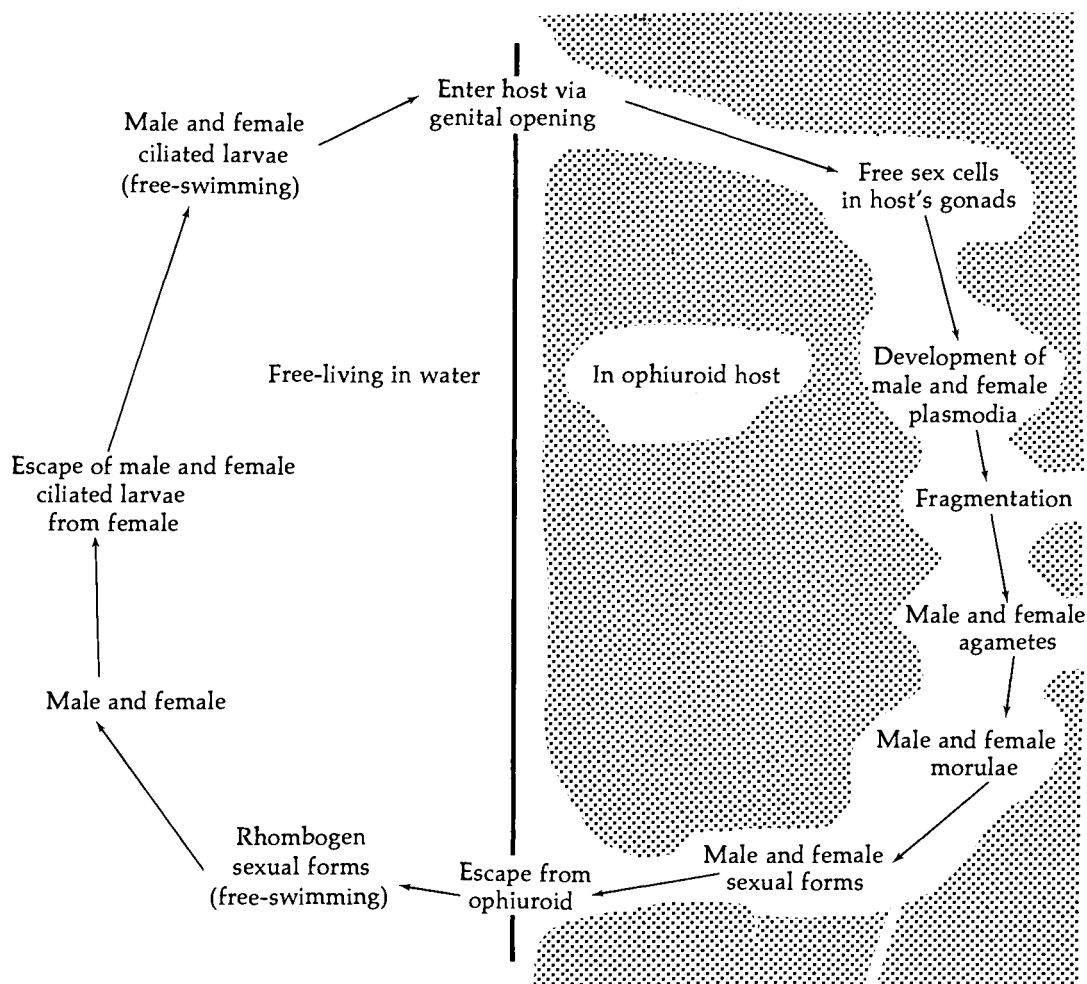 Enter host via
genital opening
Male and female
ciliated larvae
(free-swimming)
Free sex cells
in host's gonads
Free-living in water
In ophiuroid host
Development of
male and female
plasmodia
Escape of male and female
ciliated larvae
from female
Fragmentation
Male and female
agametes
Male and female
Male and female
morulae
Rhombogen
sexual forms
(free-swimming)
Escape from
ophiuroid
Male and female
sexual forms